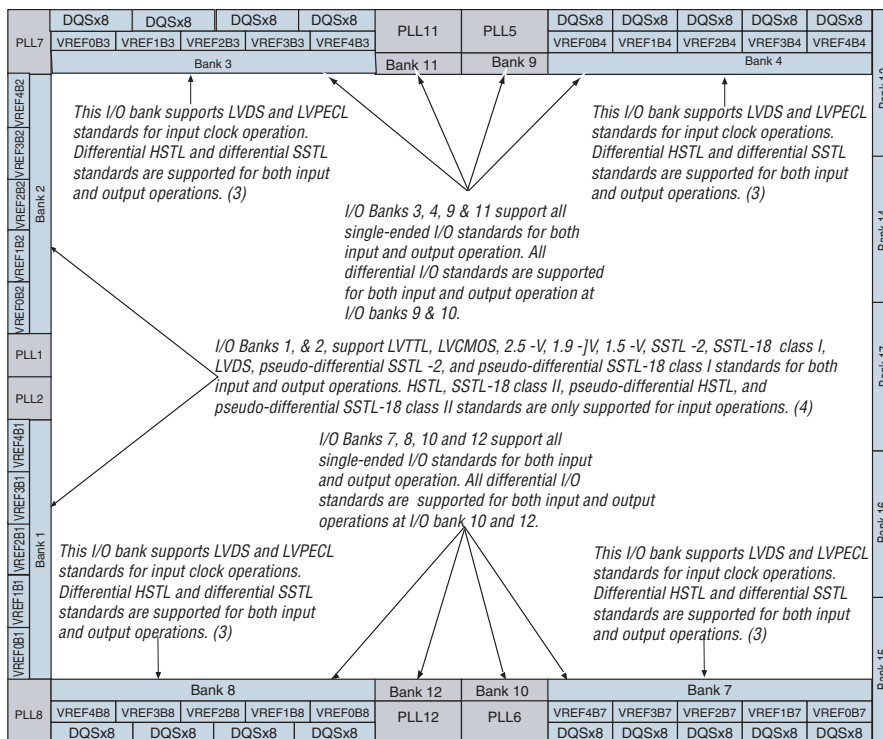 DQSx8 DQSx8 DQSx8 DQSx8 PLL11 PLL5 DQSx8 DQSx8 DQSx8 DQSx8 DQSx8
PLL7 VREF0B3 VREF1B3 VREF2B3 VREF3B3 VREF4B3 VREF0B4 VREF1B4 VREF2B4 VREF3B4 VREF4B4
Bank 3 Bank 11 Bank 9 Bank 4
VREF4B2
VREF3B2
VREF2B2
VREF1B2
VREF0B2
Bank 2
This I/O bank supports LVDS and LVPECL
standards for input clock operation.
Differential HSTL and differential SSTL
standards are supported for both input
and output operations. (3)
This I/O bank supports LVDS and LVPECL
standards for input clock operations.
Differential HSTL and differential SSTL
standards are supported for both input
and output operations. (3)
I/O Banks 3, 4, 9 & 11 support all
single-ended I/O standards for both
input and output operation. All
differential I/O standards are supported
for both input and output operation at
I/O banks 9 & 10.
Bank 14
Bank 17
PLL1
PLL2
I/O Banks 1, & 2, support LVTTL, LVCMOS, 2.5 -V, 1.9 -]V, 1.5 -V, SSTL -2, SSTL-18 class I,
LVDS, pseudo-differential SSTL -2, and pseudo-differential SSTL-18 class I standards for both
input and output operations. HSTL, SSTL-18 class II, pseudo-differential HSTL, and
pseudo-differential SSTL-18 class II standards are only supported for input operations. (4)
VREF4B1
VREF3B1
VREF2B1
VREF1B1
VREF0B1
Bank 1
I/O Banks 7, 8, 10 and 12 support all
single-ended I/O standards for both input
and output operation. All differential I/O
standards are supported for both input and output
operations at I/O bank 10 and 12.
Bank 16
Bank 15
This I/O bank supports LVDS and LVPECL
standards for input clock operations.
Differential HSTL and differential SSTL
standards are supported for both input
and output operations. (3)
This I/O bank supports LVDS and LVPECL
standards for input clock operations.
Differential HSTL and differential SSTL
standards are supported for both input
and output operations. (3)
Bank 8 Bank 12 Bank 10 Bank 7
PLL8 VREF4B8 VREF3B8 VREF2B8 VREF1B8 VREF0B8 PLL12 PLL6 VREF4B7 VREF3B7 VREF2B7 VREF1B7 VREF0B7
DQSx8 DQSx8 DQSx8 DQSx8 DQSx8 DQSx8 DQSx8 DQSx8 DQSx8